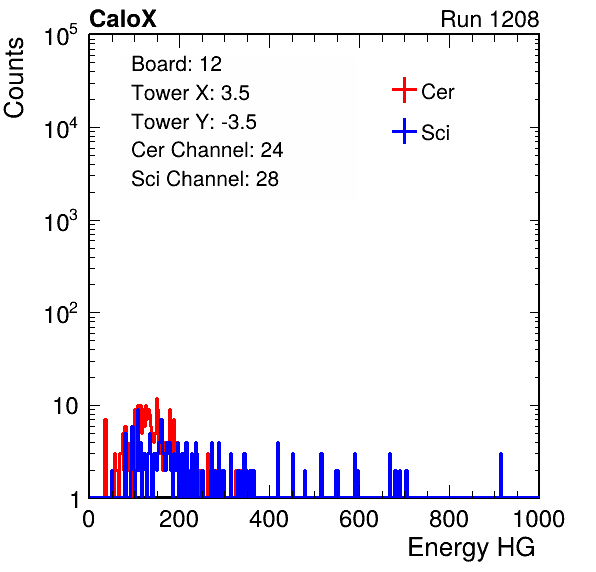 CaloX Run 1208
Counts
10^5
10^4
10^3
10^2
10
1
Board: 12
Tower X: 3.5
Tower Y: -3.5
Cer Channel: 24
Sci Channel: 28
Cer
Sci
0 200 400 600 800 1000
Energy HG